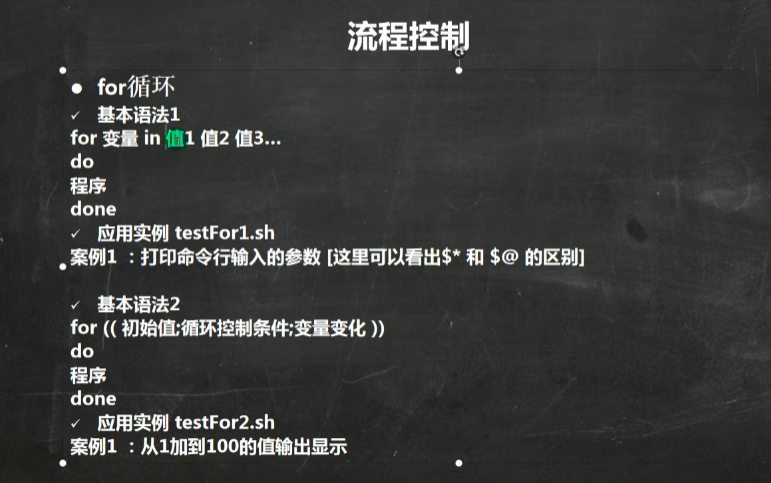 流程控制
● for循环
✓ 基本语法1
for 变量 in 值1 值2 值3...
do
程序
done
✓ 应用实例 testFor1.sh
案例1 ：打印命令行输入的参数 [这里可以看出$* 和 $@ 的区别]
✓ 基本语法2
for (( 初始值;循环控制条件;变量变化 ))
do
程序
done
✓ 应用实例 testFor2.sh
案例1 ：从1加到100的值输出显示